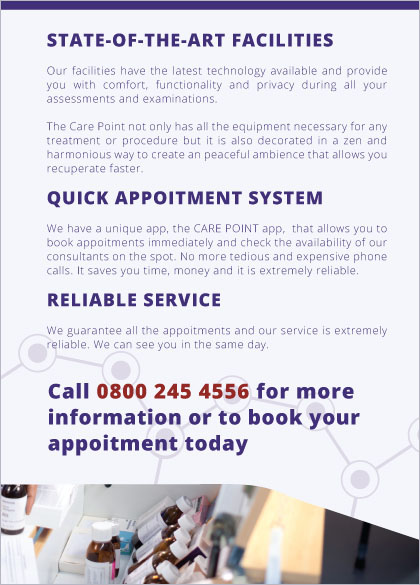 STATE-OF-THE-ART FACILITIES
Our facilities have the latest technology available and provide
you with comfort, functionality and privacy during all your
assessments and examinations.
The Care Point not only has all the equipment necessary for any
treatment or procedure but it is also decorated in a zen and
harmonious way to create an peaceful ambience that allows you
recuperate faster.
QUICK APPOITMENT SYSTEM
We have a unique app, the CARE POINT app, that allows you to
book appoitments immediately and check the availability of our
consultants on the spot. No more tedious and expensive phone
calls. It saves you time, money and it is extremely reliable.
RELIABLE SERVICE
We guarantee all the appoitments and our service is extremely
reliable. We can see you in the same day.
Call 0800 245 4556 for more
information or to book your
appoitment today